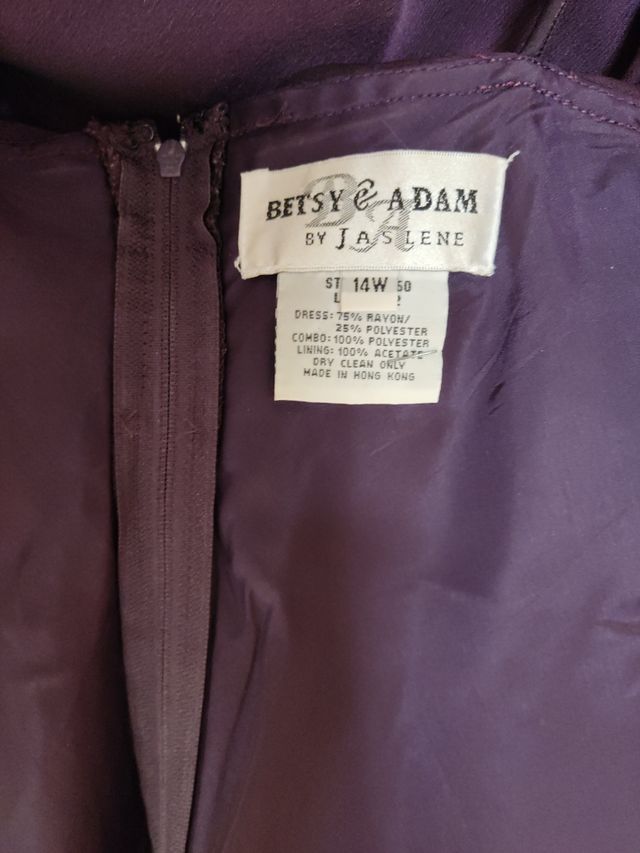 BETSY & ADAM
BY JASLENE
14W
DRESS: 75% RAYON/
25% POLYESTER
COMBO: 100% POLYESTER
LINING: 100% ACETATE
DRY CLEAN ONLY
MADE IN HONG KONG